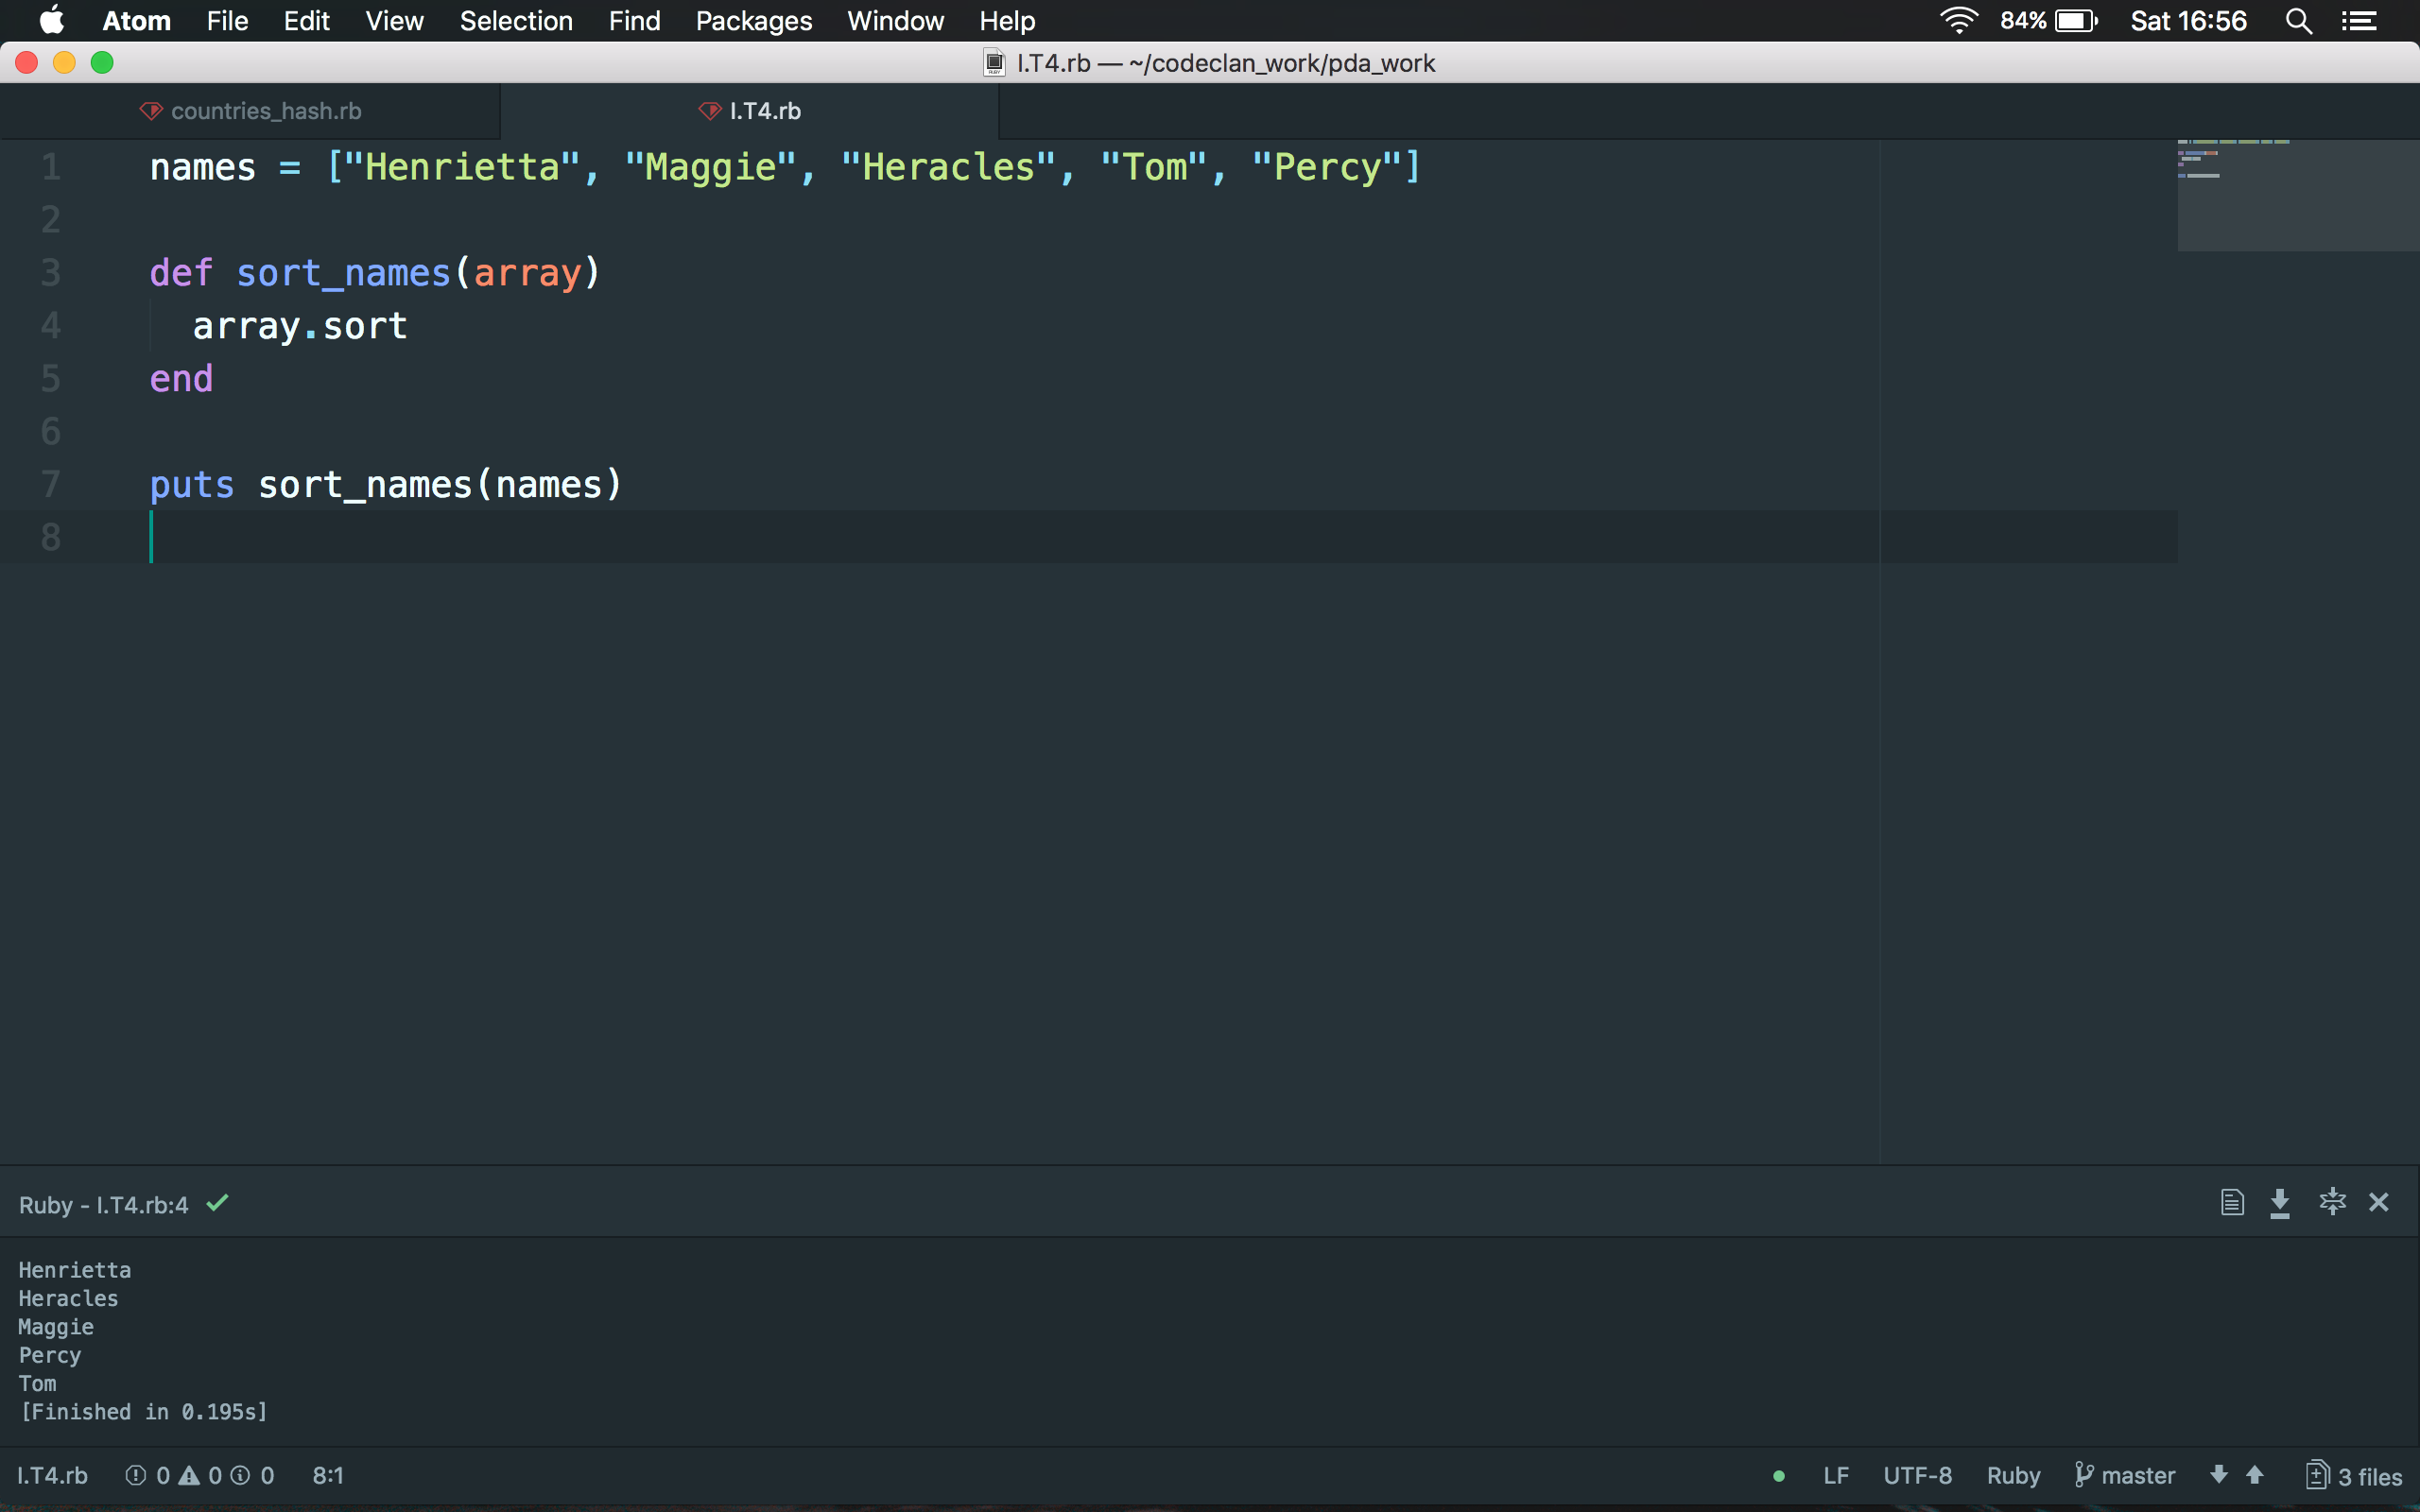 Atom File Edit View Selection Find Packages Window Help 84% Sat 16:56
I.T4.rb — ~/codeclan_work/pda_work
countries_hash.rb I.T4.rb
1 names = ["Henrietta", "Maggie", "Heracles", "Tom", "Percy"]
2
3 def sort_names(array)
4 array.sort
5 end
6
7 puts sort_names(names)
8
Ruby - I.T4.rb:4
Henrietta
Heracles
Maggie
Percy
Tom
[Finished in 0.195s]
I.T4.rb 0 0 0 8:1 LF UTF-8 Ruby master 3 files